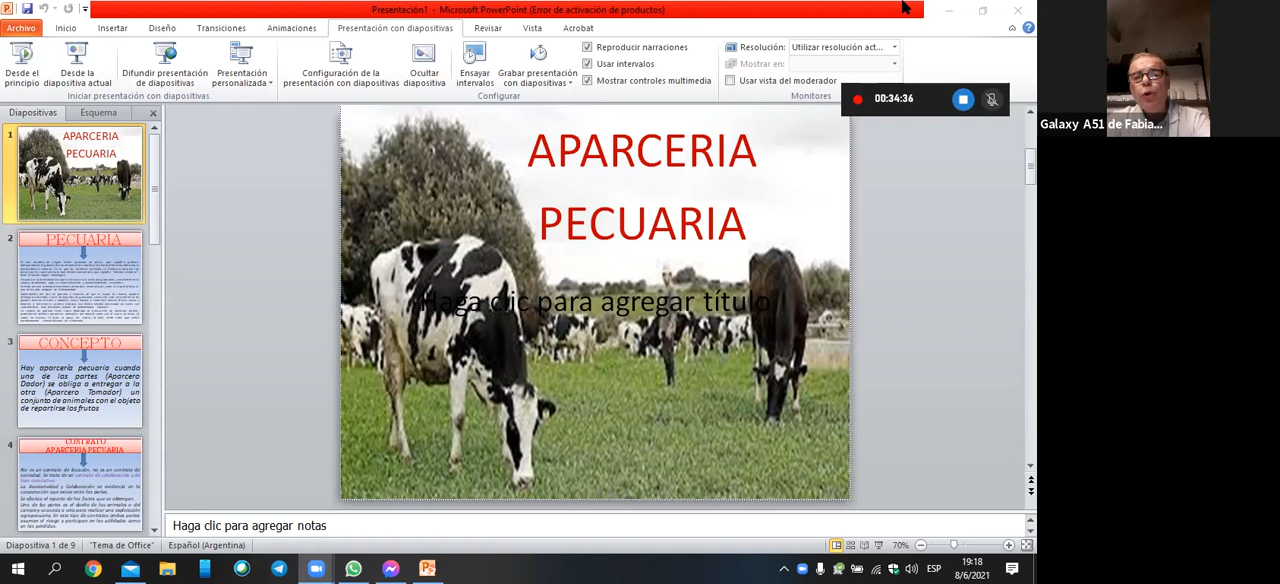 Presentación1 - Microsoft PowerPoint (Error de activación de productos)
Archivo Inicio Insertar Diseño Transiciones Animaciones Presentación con diapositivas Revisar Vista Acrobat
Desde el principio
Desde la diapositiva actual
Difundir presentación de diapositivas
Presentación personalizada
Configuración de la presentación con diapositivas
Ocultar diapositiva
Ensayar intervalos
Grabar presentación con diapositivas
Reproducir narraciones
Usar intervalos
Mostrar controles multimedia
Resolución: Utilizar resolución act...
Mostrar en:
Usar vista del moderador
Iniciar presentación con diapositivas
Configurar
Monitores
00:34:36
Galaxy A51 de Fabia...
Diapositivas Esquema
1
APARCERIA
PECUARIA
2
PECUARIA
3
CONCEPTO
Hay aparcería pecuaria cuando
una de las partes (Aparcero
Dador) se obliga a entregar a la
otra (Aparcero Tomador) un
conjunto de animales con el objeto
de repartirse los frutos
4
CONTRATO
APARCERIA PECUARIA
APARCERIA
PECUARIA
Haga clic para agregar títu
Haga clic para agregar notas
Diapositiva 1 de 9 "Tema de Office" Español (Argentina) 70%
ESP
19:18
8/6/2021